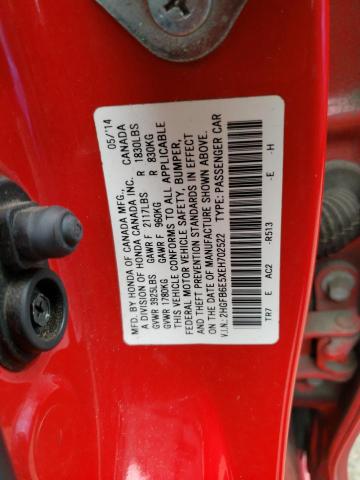 MFD. BY HONDA OF CANADA MFG., CANADA 05/'14
A DIVISION OF HONDA CANADA INC.
GVWR 3925LBS GAWR F 2117LBS R 1830LBS
GVWR 1780KG GAWR F 960KG R 830KG
THIS VEHICLE CONFORMS TO ALL APPLICABLE
FEDERAL MOTOR VEHICLE SAFETY, BUMPER,
AND THEFT PREVENTION STANDARDS IN EFFECT
ON THE DATE OF MANUFACTURE SHOWN ABOVE.
V.I.N.: 2HGFB6E5XEH702522 TYPE: PASSENGER CAR
TR7 E AC2 -R513 -E -H